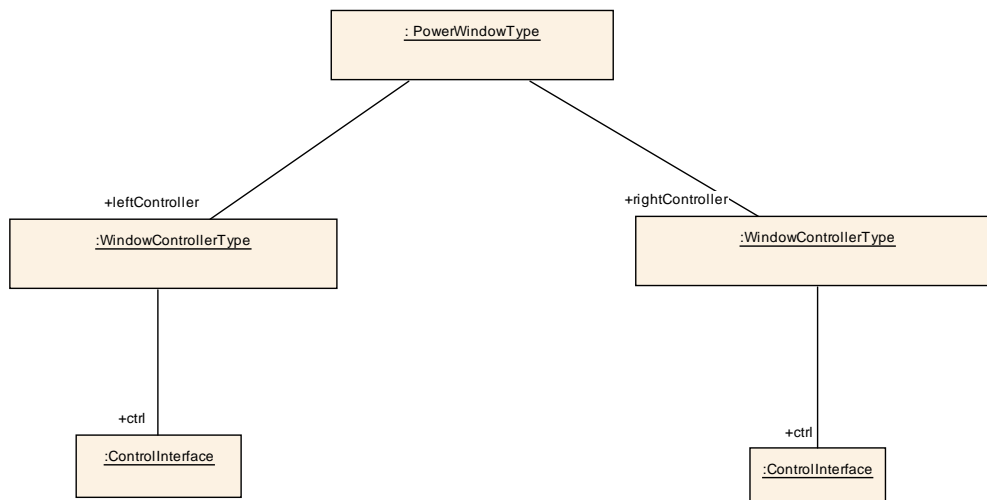 : PowerWindowType
+leftController
+rightController
:WindowControllerType
:WindowControllerType
+ctrl
+ctrl
:ControlInterface
:ControlInterface